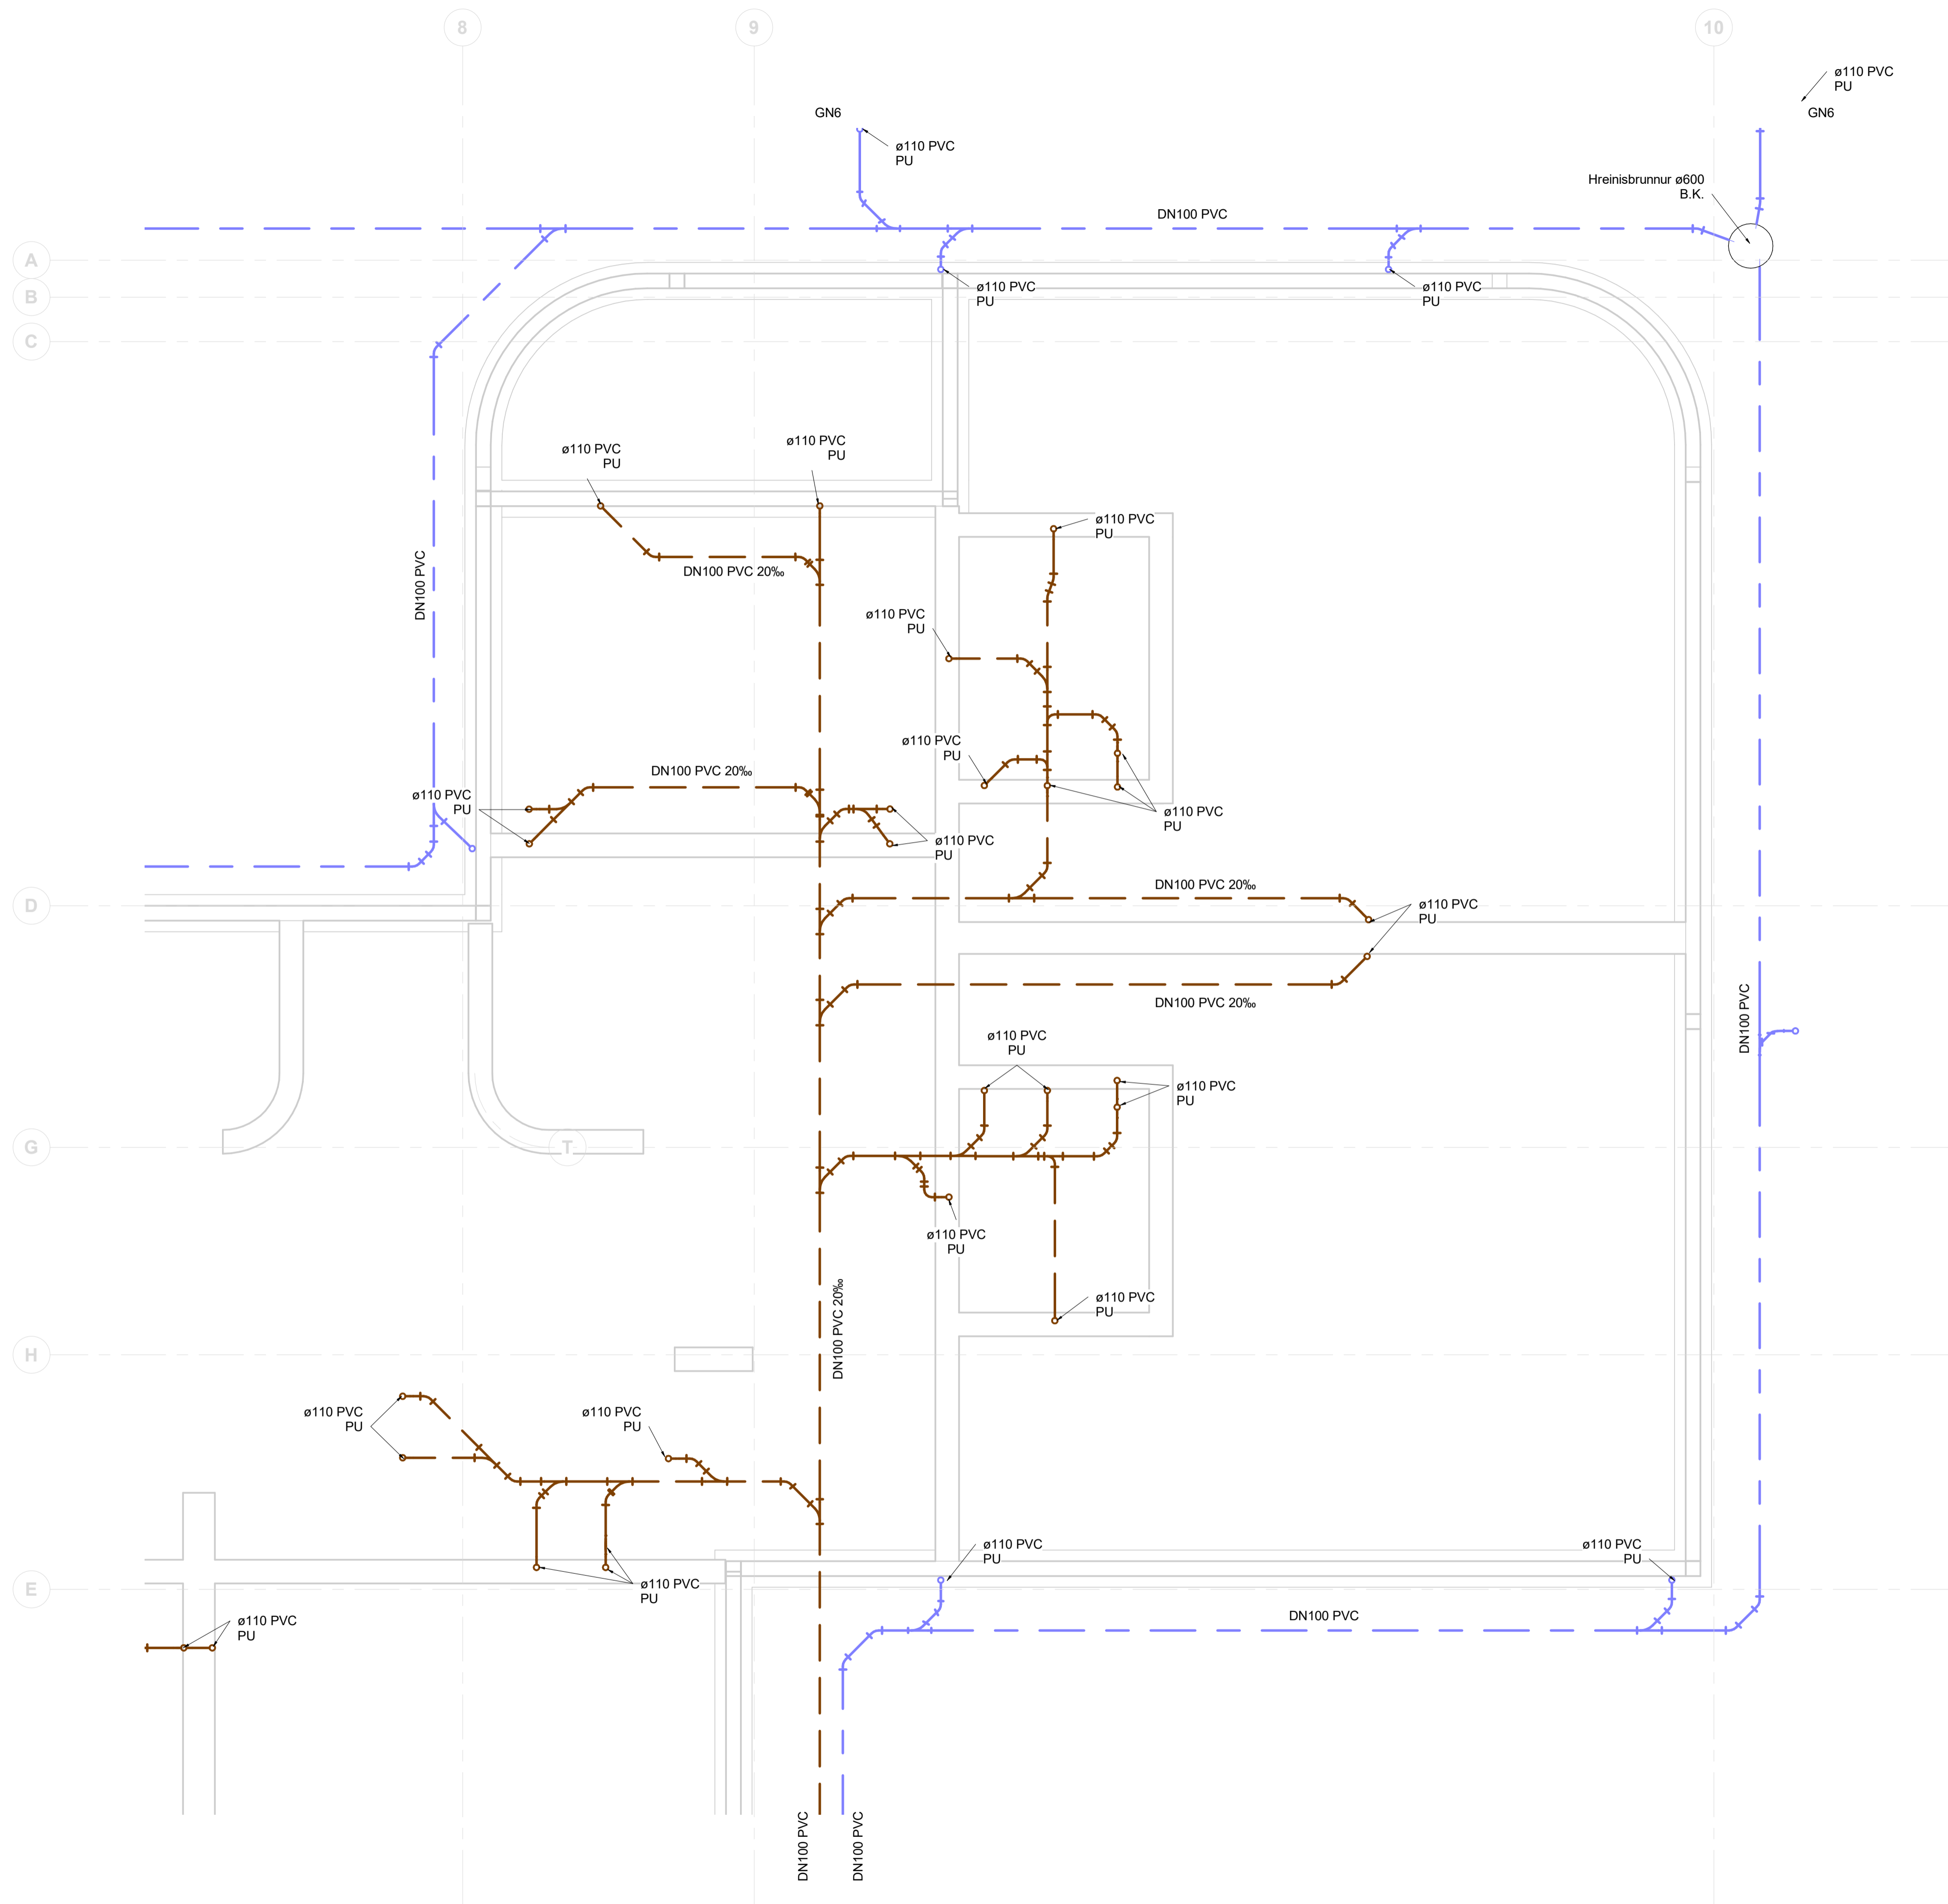 8
9
10
ø110 PVC
PU
GN6
GN6
ø110 PVC
PU
Hreinisbrunnur ø600
B.K.
DN100 PVC
A
ø110 PVC
PU
ø110 PVC
PU
B
C
ø110 PVC
PU
ø110 PVC
PU
ø110 PVC
PU
DN100 PVC
DN100 PVC 20‰
ø110 PVC
PU
ø110 PVC
PU
DN100 PVC 20‰
ø110 PVC
PU
ø110 PVC
PU
ø110 PVC
PU
DN100 PVC 20‰
D
ø110 PVC
PU
DN100 PVC 20‰
DN100 PVC
ø110 PVC
PU
ø110 PVC
PU
G
T
ø110 PVC
PU
ø110 PVC
PU
DN100 PVC 20‰
H
ø110 PVC
PU
ø110 PVC
PU
ø110 PVC
PU
ø110 PVC
PU
E
ø110 PVC
PU
DN100 PVC
ø110 PVC
PU
DN100 PVC
DN100 PVC